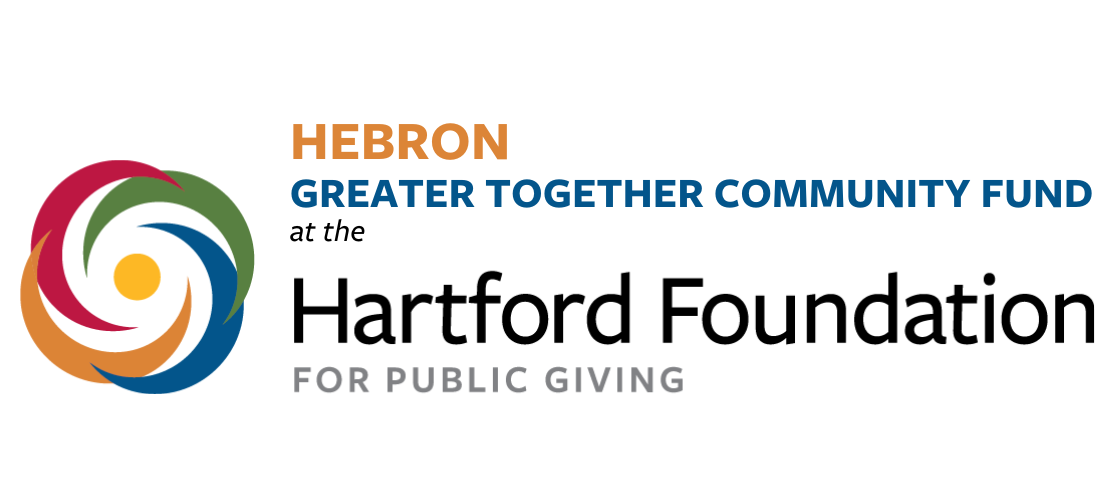 HEBRON
GREATER TOGETHER COMMUNITY FUND
at the
Hartford Foundation
FOR PUBLIC GIVING